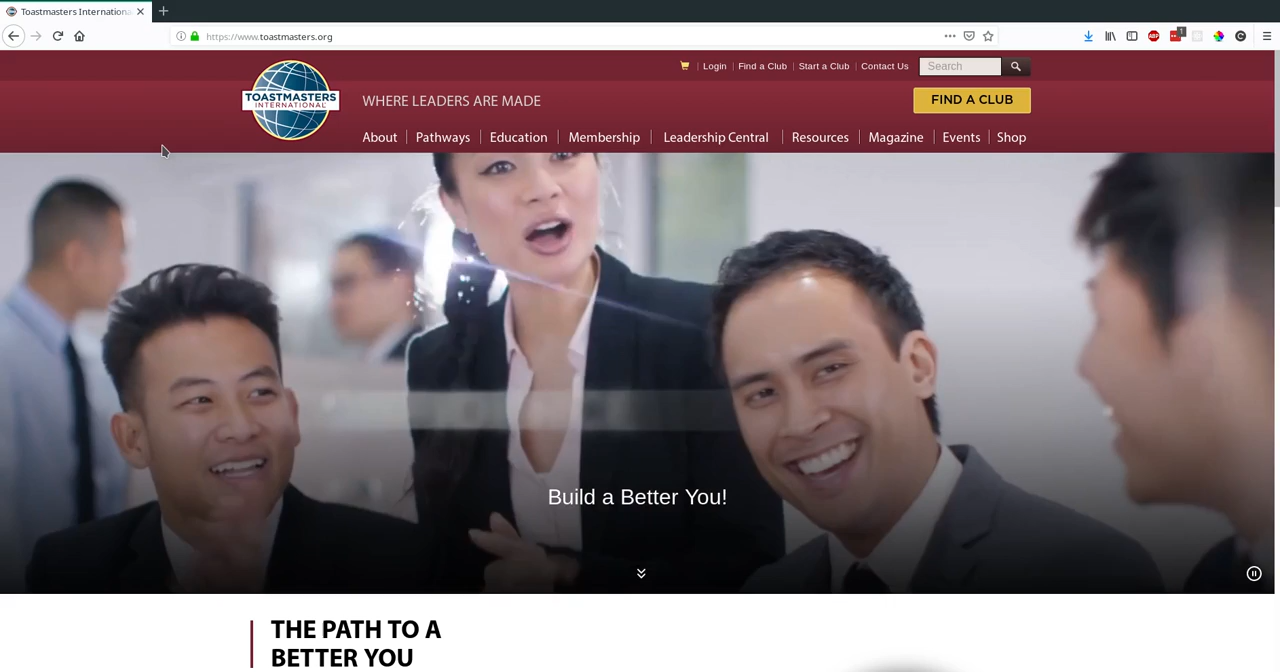 Toastmasters Internationa
https://www.toastmasters.org
1
ABP
C
Login
Find a Club
Start a Club
Contact Us
Search
TOASTMASTERS
INTERNATIONAL
WHERE LEADERS ARE MADE
FIND A CLUB
About
Pathways
Education
Membership
Leadership Central
Resources
Magazine
Events
Shop
Build a Better You!
THE PATH TO A
BETTER YOU